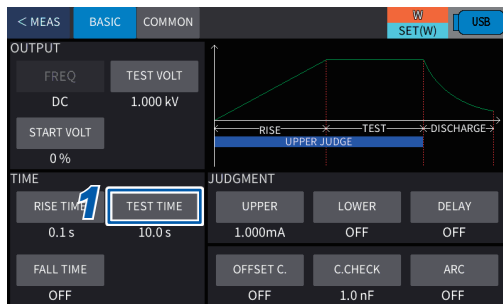 < MEAS BASIC COMMON W SET(W) USB
OUTPUT
FREQ TEST VOLT
DC 1.000 kV
START VOLT
0 %
RISE TEST DISCHARGE
UPPER JUDGE
TIME
RISE TIME 1 TEST TIME
0.1 s 10.0 s
FALL TIME
OFF
JUDGMENT
UPPER LOWER DELAY
1.000mA OFF OFF
OFFSET C. C.CHECK ARC
OFF 1.0 nF OFF